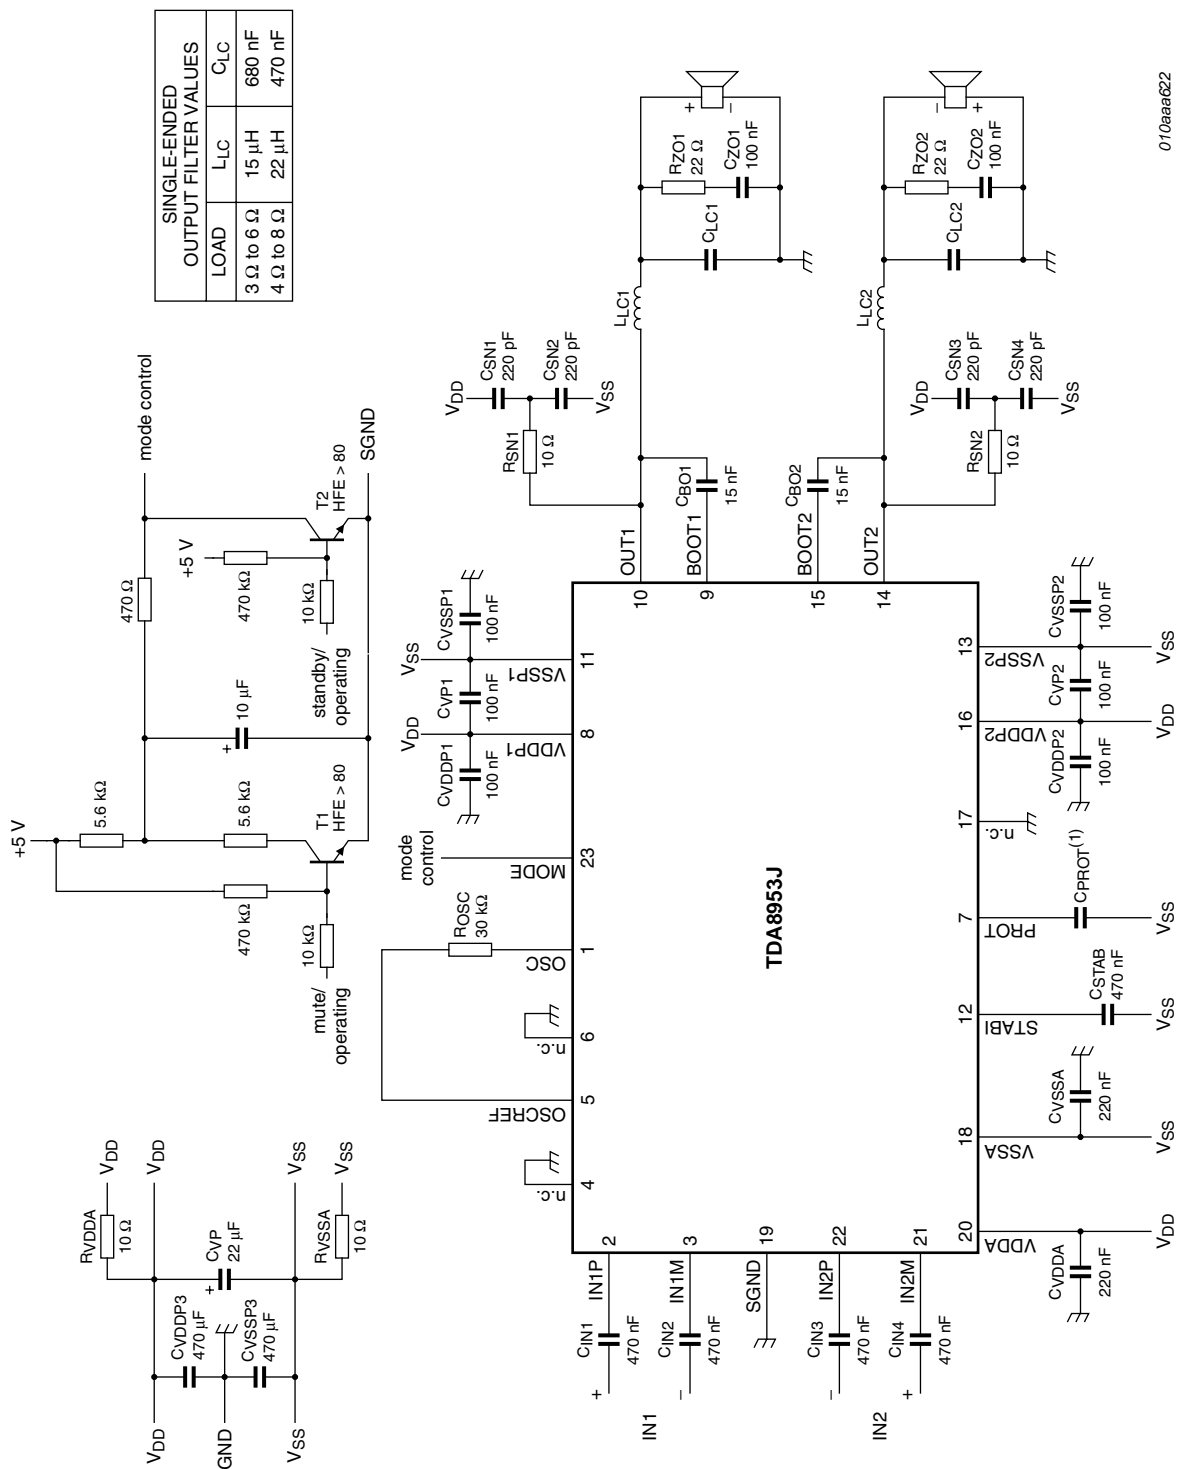 SINGLE-ENDED
OUTPUT FILTER VALUES
LOAD LLC CLC
3 Ω to 6 Ω 15 μH 680 nF
4 Ω to 8 Ω 22 μH 470 nF
+5 V
5.6 kΩ
470 Ω
mode control
470 kΩ
5.6 kΩ
10 μF
+
+5 V
470 kΩ
10 kΩ
T1
HFE > 80
10 kΩ
T2
HFE > 80
mute/
operating
standby/
operating
SGND
RVDDA
10 Ω
VDD
VDD
VDD
CVDDP3
470 μF
CVP
22 μF
+
GND
CVSSP3
470 μF
VSS
VSS
RVSSA
10 Ω
VSS
n.c.
4
OSCREF
5
n.c.
6
ROSC
30 kΩ
OSC
1
mode
control
MODE
23
CVDDP1
100 nF
VDD
VDDP1
8
CVP1
100 nF
VSS
VSSP1
11
CVSSP1
100 nF
IN1
+
CIN1
470 nF
IN1P
2
−
CIN2
470 nF
IN1M
3
SGND
19
IN2
−
CIN3
470 nF
IN2P
22
+
CIN4
470 nF
IN2M
21
TDA8953J
10
OUT1
9
BOOT1
CBO1
15 nF
RSN1
10 Ω
VDD
CSN1
220 pF
CSN2
220 pF
VSS
LLC1
CLC1
RZO1
22 Ω
CZO1
100 nF
+
−
15
BOOT2
CBO2
15 nF
14
OUT2
RSN2
10 Ω
VDD
CSN3
220 pF
CSN4
220 pF
VSS
LLC2
CLC2
RZO2
22 Ω
CZO2
100 nF
−
+
20
VDDA
CVDDA
220 nF
VDD
18
VSSA
CVSSA
220 nF
VSS
12
STABI
CSTAB
470 nF
VSS
7
PROT
CPROT(1)
VSS
17
n.c.
16
VDDP2
CVDDP2
100 nF
VDD
CVP2
100 nF
13
VSSP2
CVSSP2
100 nF
VSS
010aaa622